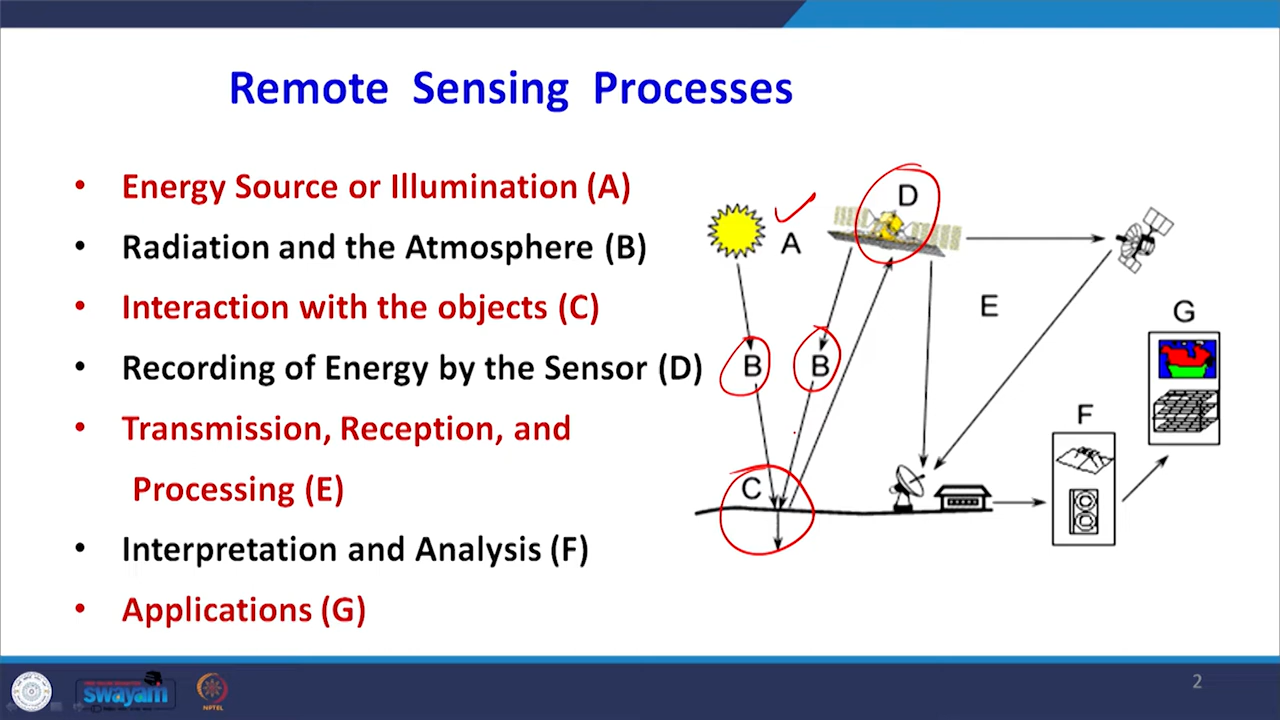 Remote Sensing Processes
• Energy Source or Illumination (A)
• Radiation and the Atmosphere (B)
• Interaction with the objects (C)
• Recording of Energy by the Sensor (D)
• Transmission, Reception, and
Processing (E)
• Interpretation and Analysis (F)
• Applications (G)
D
A
E
G
B
B
F
C
swayam
NPTEL
2